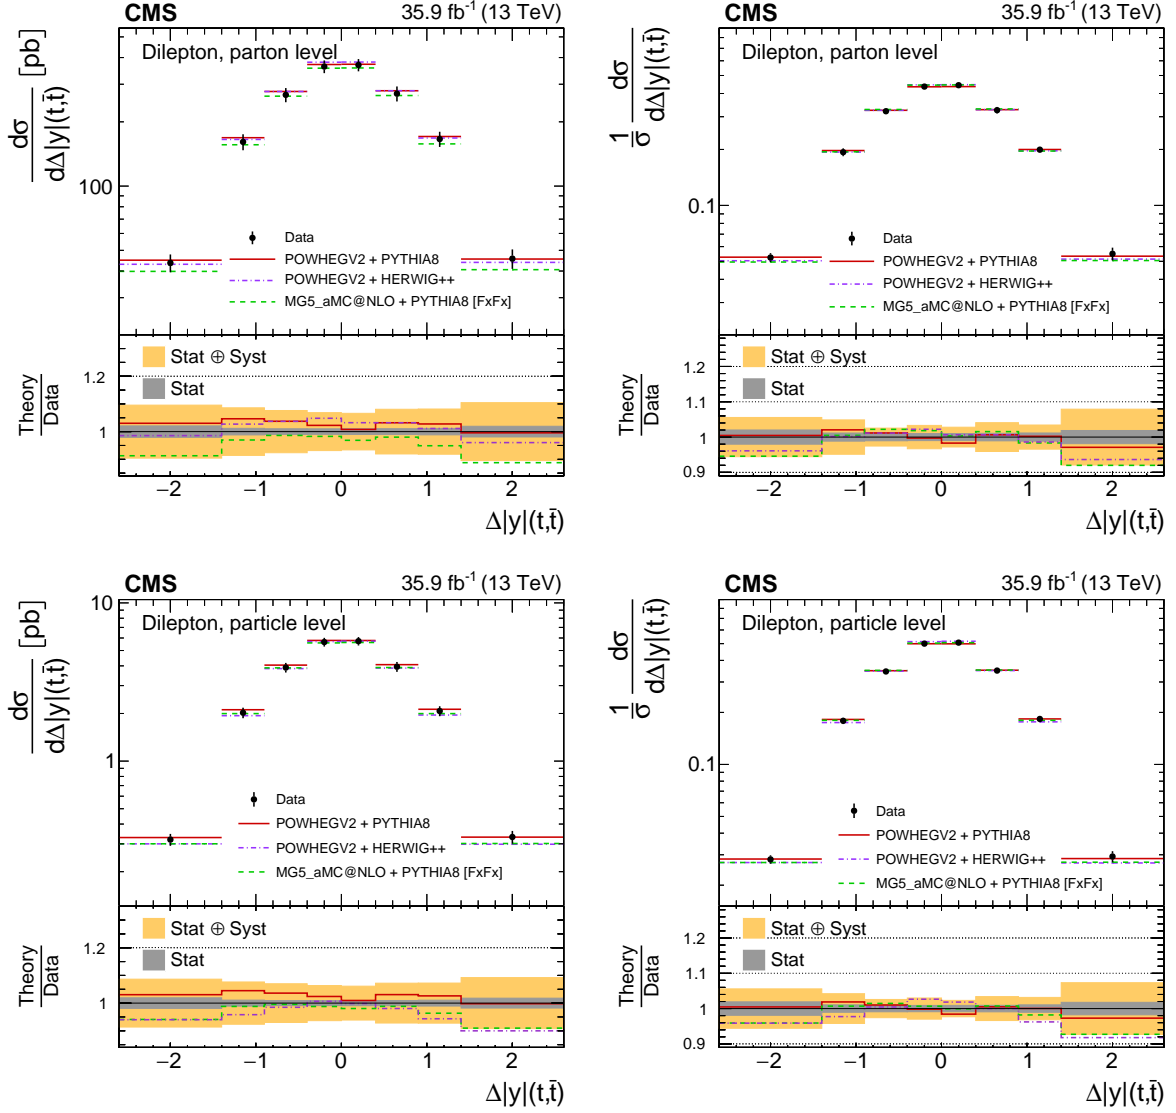 CMS 35.9 fb⁻¹ (13 TeV)
Dilepton, parton level
dσ / dΔ|y|(t,t̄) [pb]
100
Data
POWHEGV2 + PYTHIA8
POWHEGV2 + HERWIG++
MG5_aMC@NLO + PYTHIA8 [FxFx]
Stat ⊕ Syst
Stat
Theory / Data
1.2
1
−2 −1 0 1 2
Δ|y|(t,t̄)
CMS 35.9 fb⁻¹ (13 TeV)
Dilepton, parton level
1/σ dσ / dΔ|y|(t,t̄)
0.1
Data
POWHEGV2 + PYTHIA8
POWHEGV2 + HERWIG++
MG5_aMC@NLO + PYTHIA8 [FxFx]
Stat ⊕ Syst
Stat
Theory / Data
1.2
1.1
1
0.9
−2 −1 0 1 2
Δ|y|(t,t̄)
CMS 35.9 fb⁻¹ (13 TeV)
Dilepton, particle level
dσ / dΔ|y|(t,t̄) [pb]
10
1
Data
POWHEGV2 + PYTHIA8
POWHEGV2 + HERWIG++
MG5_aMC@NLO + PYTHIA8 [FxFx]
Stat ⊕ Syst
Stat
Theory / Data
1.2
1
−2 −1 0 1 2
Δ|y|(t,t̄)
CMS 35.9 fb⁻¹ (13 TeV)
Dilepton, particle level
1/σ dσ / dΔ|y|(t,t̄)
0.1
Data
POWHEGV2 + PYTHIA8
POWHEGV2 + HERWIG++
MG5_aMC@NLO + PYTHIA8 [FxFx]
Stat ⊕ Syst
Stat
Theory / Data
1.2
1.1
1
0.9
−2 −1 0 1 2
Δ|y|(t,t̄)